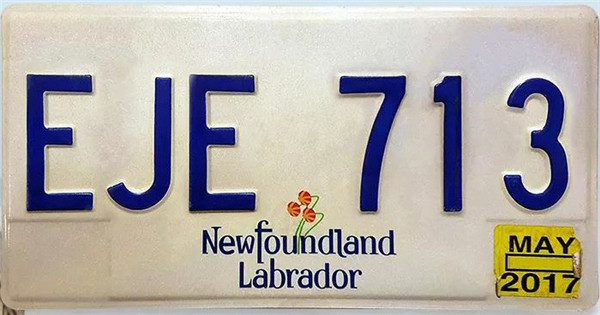 EJE 713
Newfoundland
Labrador
MAY
2017